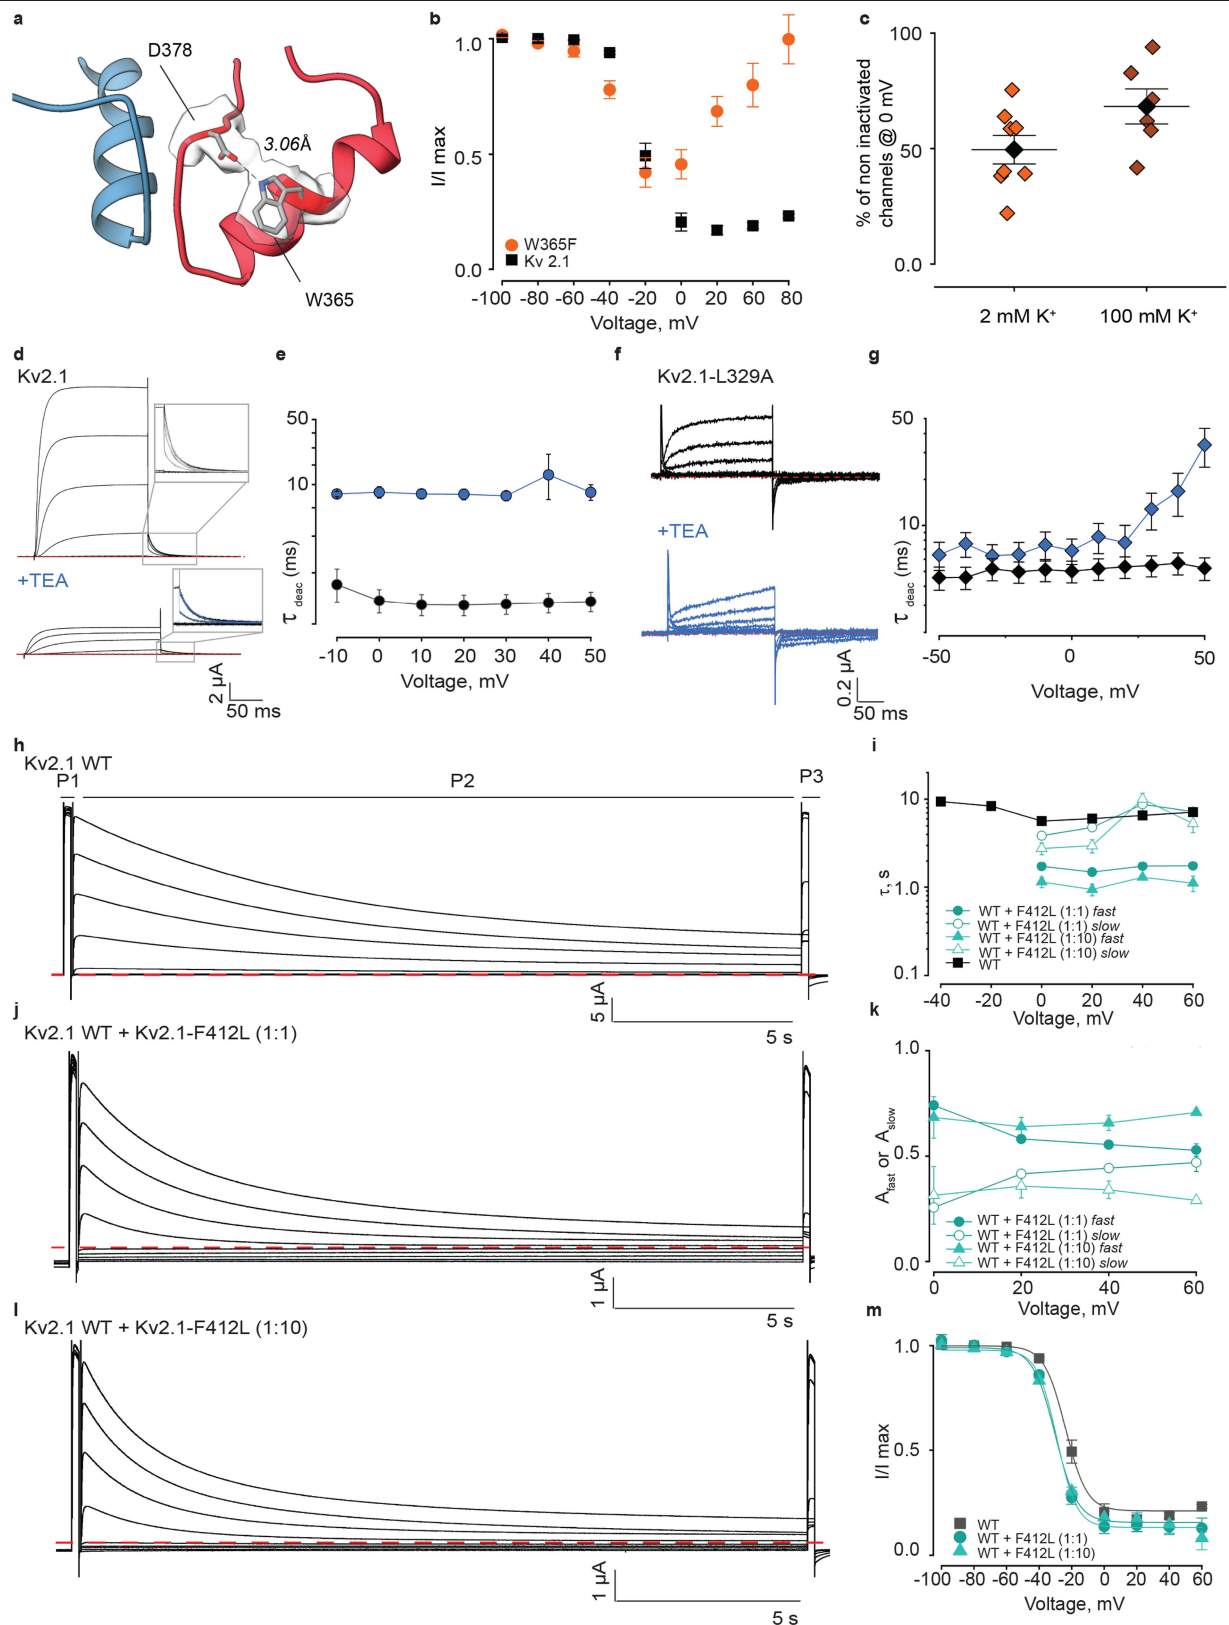 a
D378
3.06Å
W365
b
1.0
0.5
0.0
I/I max
W365F
Kv 2.1
-100 -80 -60 -40 -20 0 20 40 60 80
Voltage, mV
c
100
50
0.0
% of non inactivated
channels @ 0 mV
2 mM K⁺
100 mM K⁺
d
Kv2.1
+TEA
2 µA
50 ms
e
50
10
τ deac (ms)
-10 0 10 20 30 40 50
Voltage, mV
f
Kv2.1-L329A
+TEA
0.2 µA
50 ms
g
50
10
τ deac (ms)
-50 0 50
Voltage, mV
h
Kv2.1 WT
P1 P2 P3
5 µA
5 s
i
10
1.0
0.1
τ, s
WT + F412L (1:1) fast
WT + F412L (1:1) slow
WT + F412L (1:10) fast
WT + F412L (1:10) slow
WT
-40 -20 0 20 40 60
Voltage, mV
j
Kv2.1 WT + Kv2.1-F412L (1:1)
1 µA
5 s
k
1.0
0.5
0.0
A fast or A slow
WT + F412L (1:1) fast
WT + F412L (1:1) slow
WT + F412L (1:10) fast
WT + F412L (1:10) slow
0 20 40 60
Voltage, mV
l
Kv2.1 WT + Kv2.1-F412L (1:10)
1 µA
5 s
m
1.0
0.5
0.0
I/I max
WT
WT + F412L (1:1)
WT + F412L (1:10)
-100 -80 -60 -40 -20 0 20 40 60
Voltage, mV